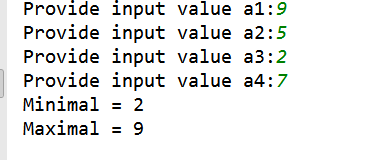 Provide input value a1:9
Provide input value a2:5
Provide input value a3:2
Provide input value a4:7
Minimal = 2
Maximal = 9